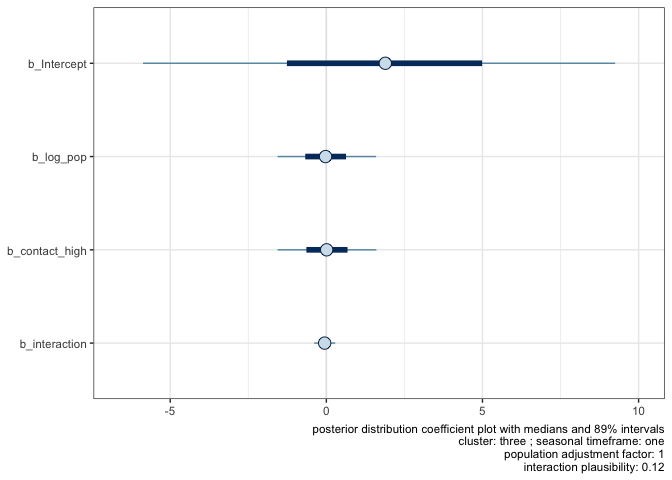 b_Intercept
b_log_pop
b_contact_high
b_interaction
-5 0 5 10
posterior distribution coefficient plot with medians and 89% intervals
cluster: three ; seasonal timeframe: one
population adjustment factor: 1
interaction plausibility: 0.12